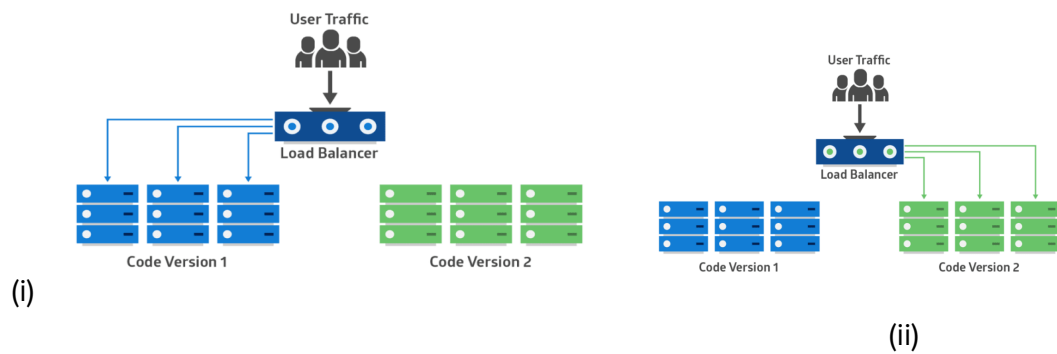 User Traffic
Load Balancer
Code Version 1
Code Version 2
(i)
User Traffic
Load Balancer
Code Version 1
Code Version 2
(ii)